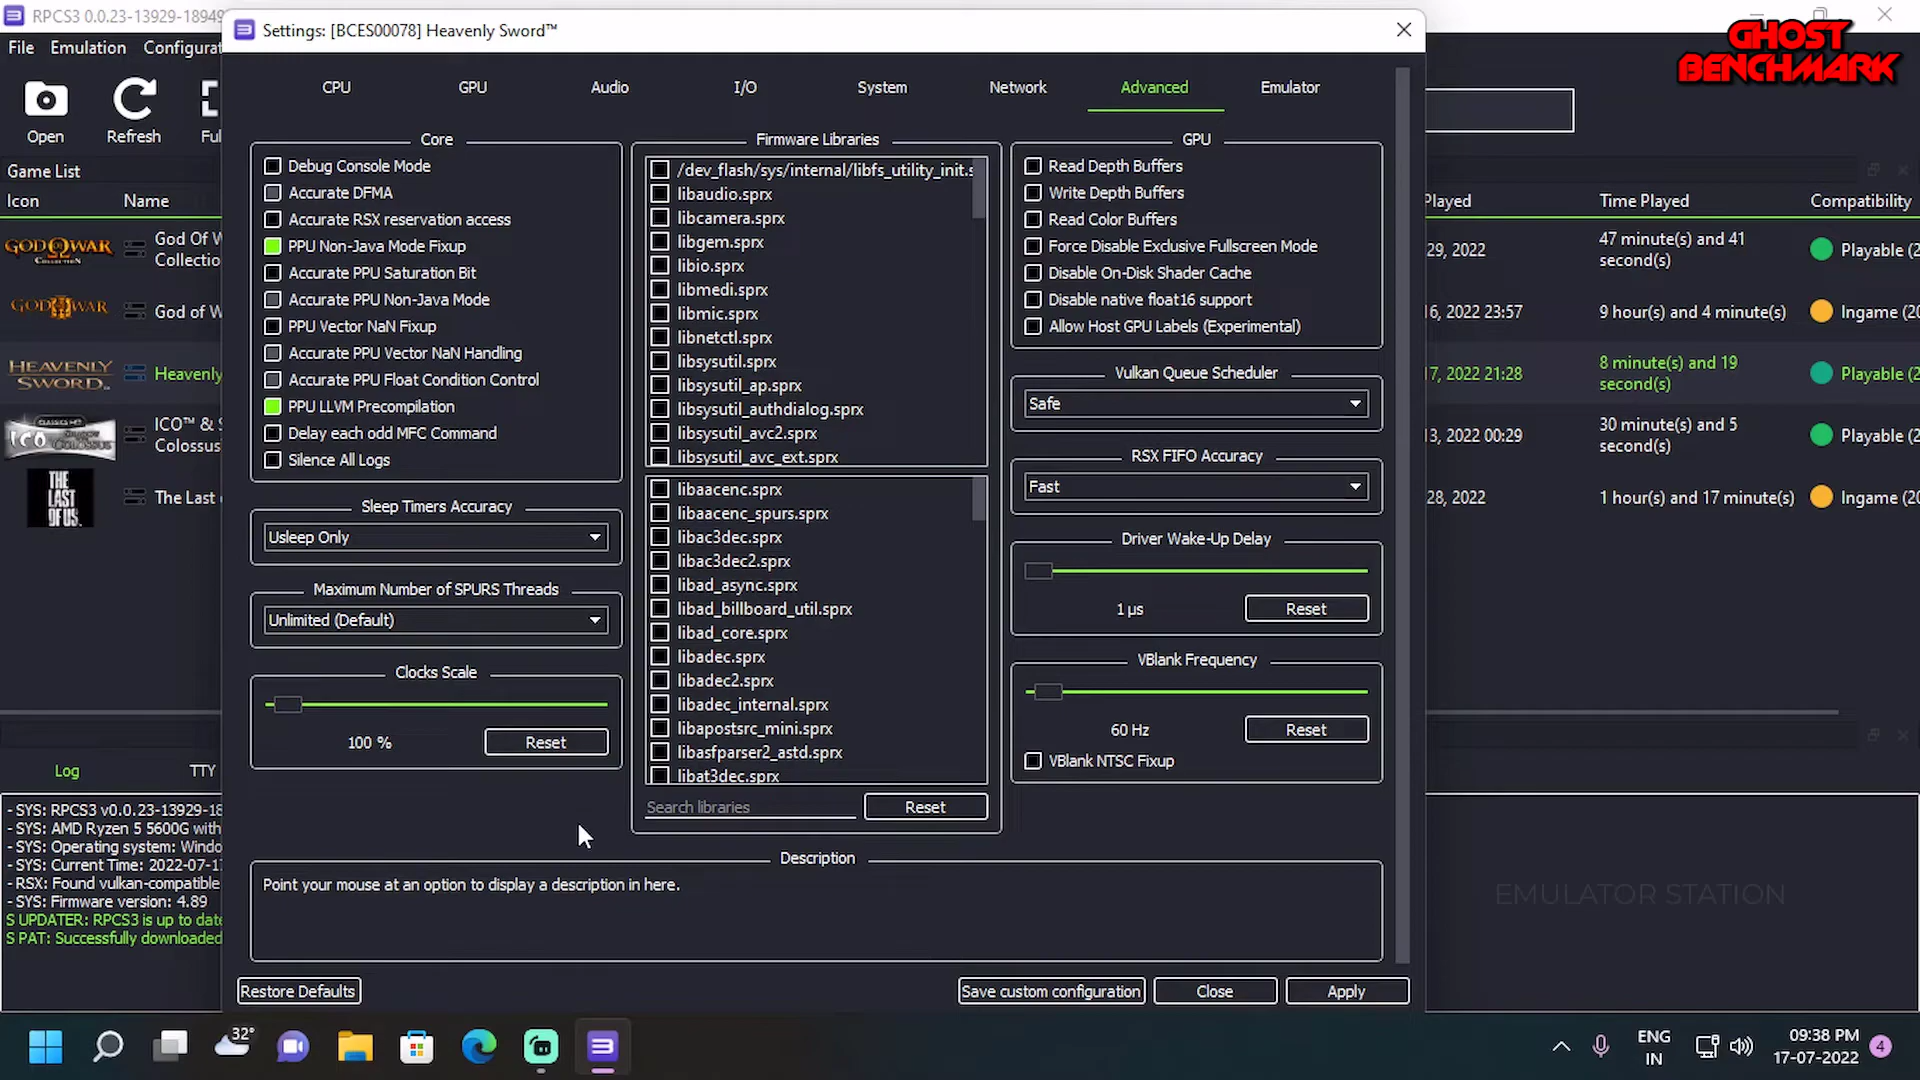 RPCS3 0.0.23-13929-18949
Settings: [BCES00078] Heavenly Sword™
GHOST
BENCHMARK
File Emulation Configurat
Open Refresh Ful
CPU GPU Audio I/O System Network Advanced Emulator
Game List
Icon Name
Played Time Played Compatibility
God Of W
Collectio
29, 2022
47 minute(s) and 41
second(s)
Playable (2
God of W
16, 2022 23:57
9 hour(s) and 4 minute(s)
Ingame (20
HEAVENLY
SWORD
Heavenly
17, 2022 21:28
8 minute(s) and 19
second(s)
Playable (2
ICO™ & S
Colossus
13, 2022 00:29
30 minute(s) and 5
second(s)
Playable (2
THE
LAST
OF US
The Last
28, 2022
1 hour(s) and 17 minute(s)
Ingame (20
Core
Debug Console Mode
Accurate DFMA
Accurate RSX reservation access
PPU Non-Java Mode Fixup
Accurate PPU Saturation Bit
Accurate PPU Non-Java Mode
PPU Vector NaN Fixup
Accurate PPU Vector NaN Handling
Accurate PPU Float Condition Control
PPU LLVM Precompilation
Delay each odd MFC Command
Silence All Logs
Sleep Timers Accuracy
Usleep Only
Maximum Number of SPURS Threads
Unlimited (Default)
Clocks Scale
100 %
Reset
Firmware Libraries
/dev_flash/sys/internal/libfs_utility_init.s
libaudio.sprx
libcamera.sprx
libgem.sprx
libio.sprx
libmedi.sprx
libmic.sprx
libnetctl.sprx
libsysutil.sprx
libsysutil_ap.sprx
libsysutil_authdialog.sprx
libsysutil_avc2.sprx
libsysutil_avc_ext.sprx
libaacenc.sprx
libaacenc_spurs.sprx
libac3dec.sprx
libac3dec2.sprx
libad_async.sprx
libad_billboard_util.sprx
libad_core.sprx
libadec.sprx
libadec2.sprx
libadec_internal.sprx
libapostsrc_mini.sprx
libasfparser2_astd.sprx
libat3dec.sprx
Search libraries
Reset
GPU
Read Depth Buffers
Write Depth Buffers
Read Color Buffers
Force Disable Exclusive Fullscreen Mode
Disable On-Disk Shader Cache
Disable native float16 support
Allow Host GPU Labels (Experimental)
Vulkan Queue Scheduler
Safe
RSX FIFO Accuracy
Fast
Driver Wake-Up Delay
1 µs
Reset
VBlank Frequency
60 Hz
Reset
VBlank NTSC Fixup
Log TTY
- SYS: RPCS3 v0.0.23-13929-18
- SYS: AMD Ryzen 5 5600G with
- SYS: Operating system: Windo
- SYS: Current Time: 2022-07-1
- RSX: Found vulkan-compatible
- SYS: Firmware version: 4.89
S UPDATER: RPCS3 is up to date
S PAT: Successfully downloaded
Description
Point your mouse at an option to display a description in here.
EMULATOR STATION
Restore Defaults
Save custom configuration
Close
Apply
32°
ENG
IN
09:38 PM
17-07-2022
4